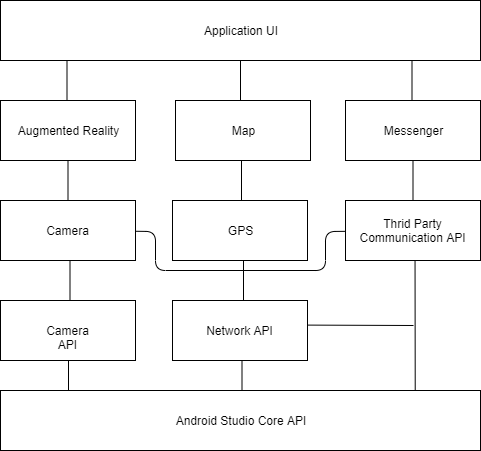 Application UI
Augmented Reality
Map
Messenger
Camera
GPS
Thrid Party
Communication API
Camera
API
Network API
Android Studio Core API